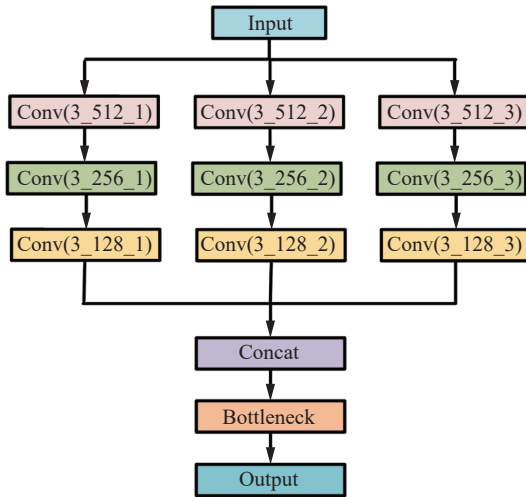 Input
Conv(3_512_1)
Conv(3_512_2)
Conv(3_512_3)
Conv(3_256_1)
Conv(3_256_2)
Conv(3_256_3)
Conv(3_128_1)
Conv(3_128_2)
Conv(3_128_3)
Concat
Bottleneck
Output